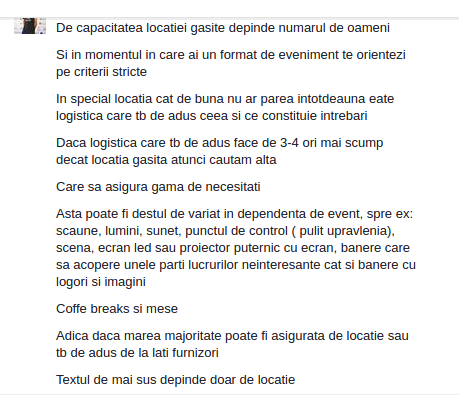 De capacitatea locatiei gasite depinde numarul de oameni
Si in momentul in care ai un format de eveniment te orientezi
pe criterii stricte
In special locatia cat de buna nu ar parea intotdeauna eate
logistica care tb de adus ceea si ce constituie intrebari
Daca logistica care tb de adus face de 3-4 ori mai scump
decat locatia gasita atunci cautam alta
Care sa asigura gama de necesitati
Asta poate fi destul de variat in dependenta de event, spre ex:
scaune, lumini, sunet, punctul de control ( pulit upravlenia),
scena, ecran led sau proiector puternic cu ecran, banere care
sa acopere unele parti lucrurilor neinteresante cat si banere cu
logori si imagini
Coffe breaks si mese
Adica daca marea majoritate poate fi asigurata de locatie sau
tb de adus de la lati furnizori
Textul de mai sus depinde doar de locatie